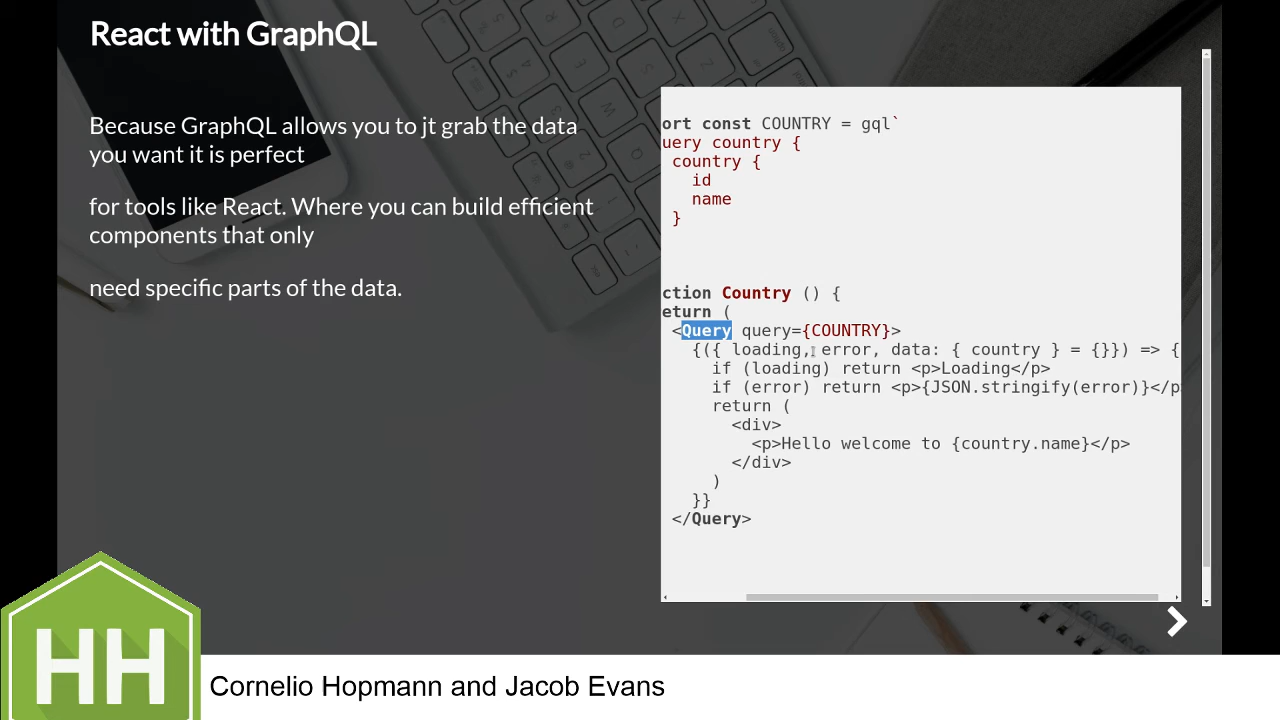 React with GraphQL
Because GraphQL allows you to jt grab the data
you want it is perfect
for tools like React. Where you can build efficient
components that only
need specific parts of the data.
ort const COUNTRY = gql`
uery country {
country {
id
name
}
ction Country () {
eturn (
<Query query={COUNTRY}>
{({ loading, error, data: { country } = {}}) => {
if (loading) return <p>Loading</p>
if (error) return <p>{JSON.stringify(error)}</p
return (
<div>
<p>Hello welcome to {country.name}</p>
</div>
)
}}
</Query>
HH
Cornelio Hopmann and Jacob Evans